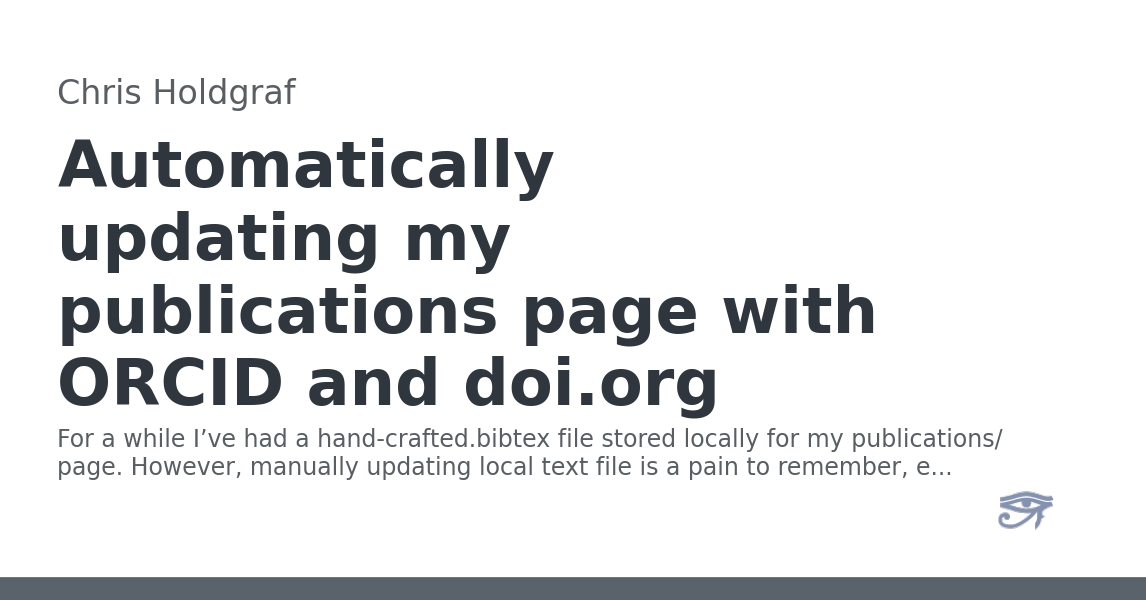 Chris Holdgraf
Automatically
updating my
publications page with
ORCID and doi.org
For a while I’ve had a hand-crafted.bibtex file stored locally for my publications/
page. However, manually updating local text file is a pain to remember, e...